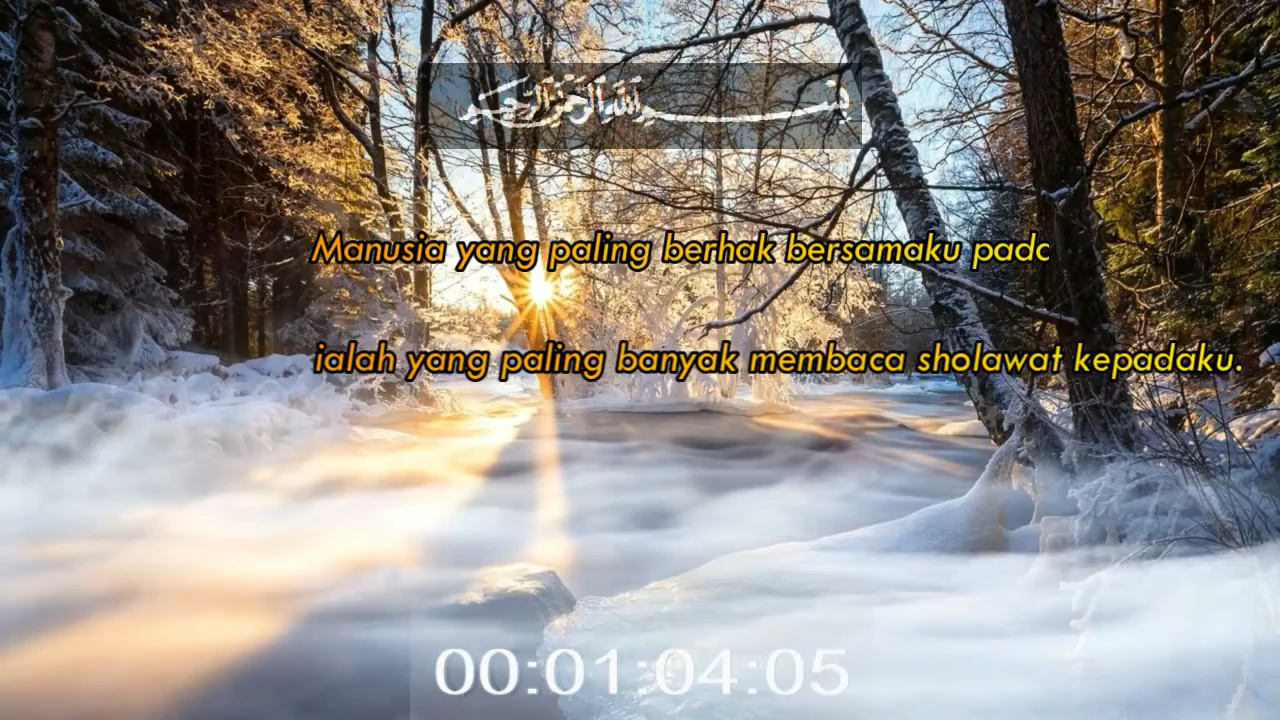 بسم الله الرحمن الرحيم
Manusia yang paling berhak bersamaku pada
ialah yang paling banyak membaca sholawat kepadaku.
00:01:04:05